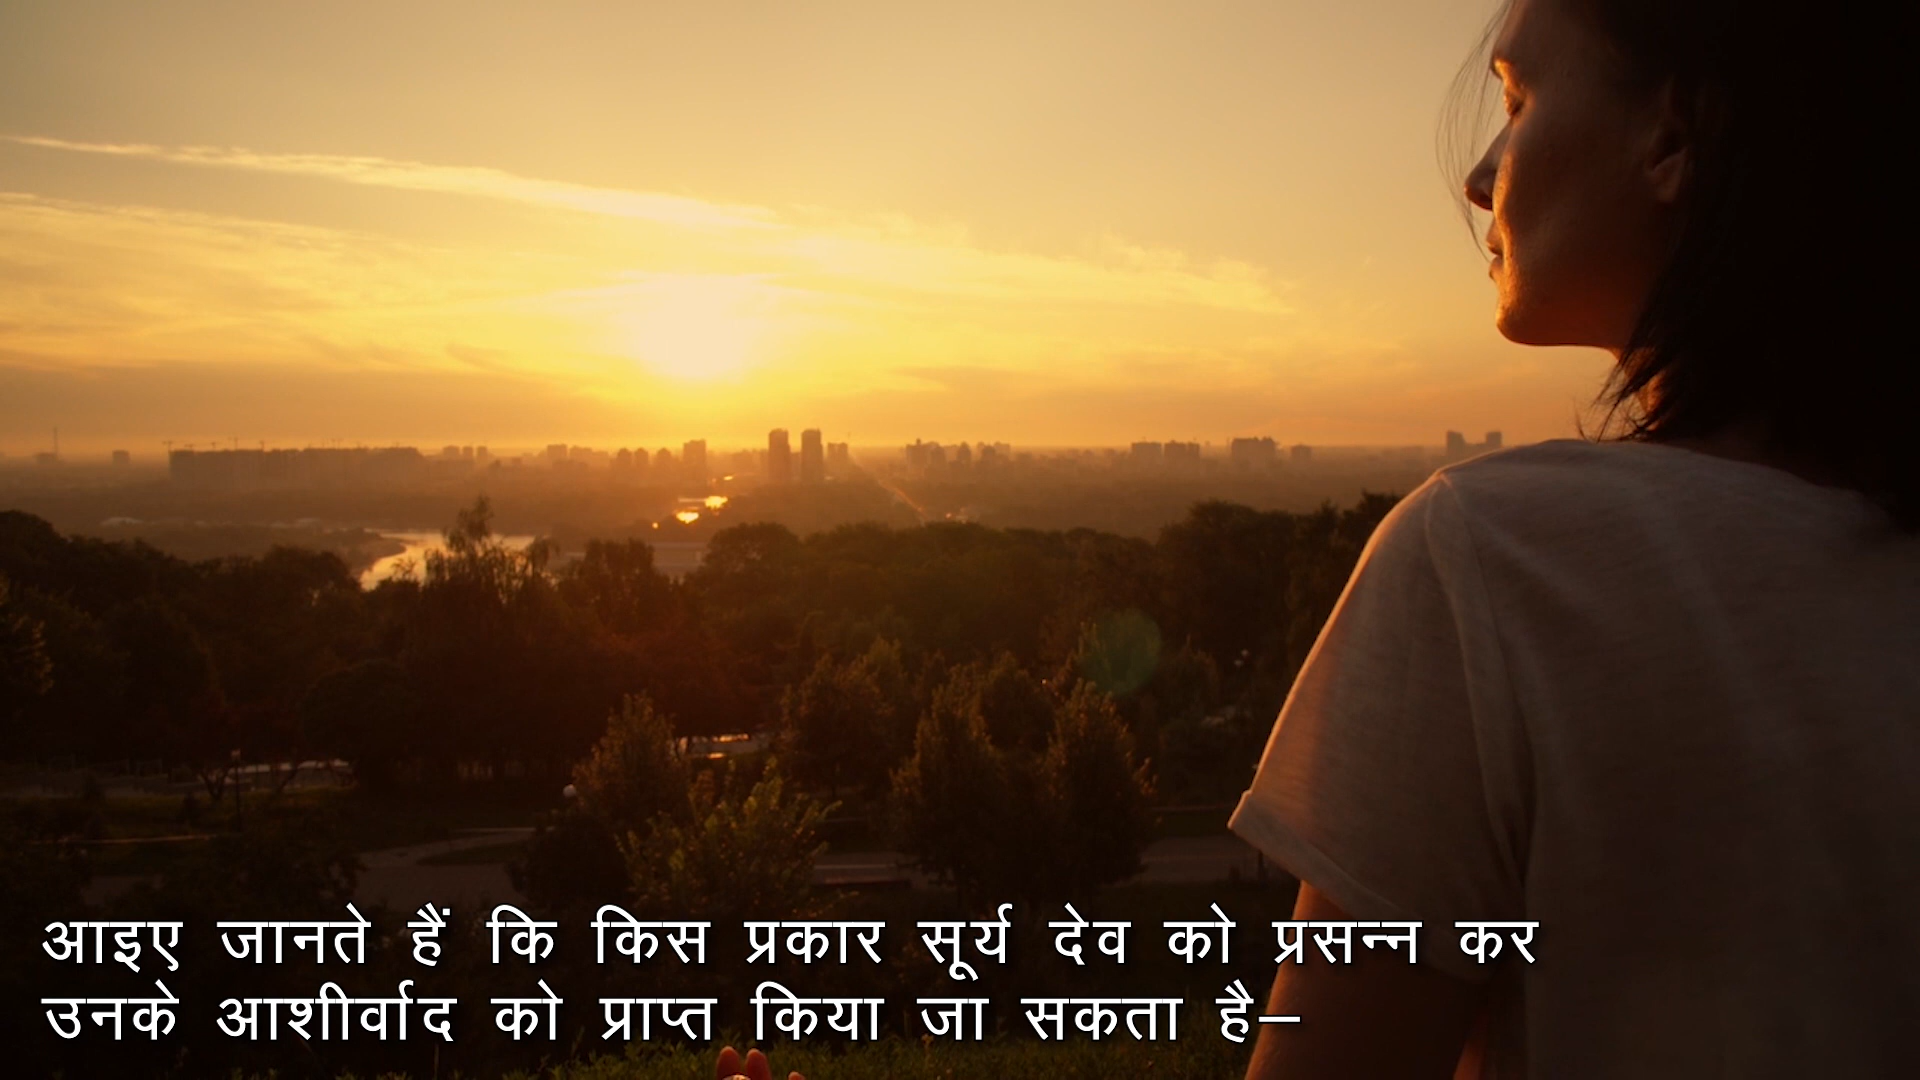 आइए जानते हैं कि किस प्रकार सूर्य देव को प्रसन्न कर
उनके आशीर्वाद को प्राप्त किया जा सकता है–